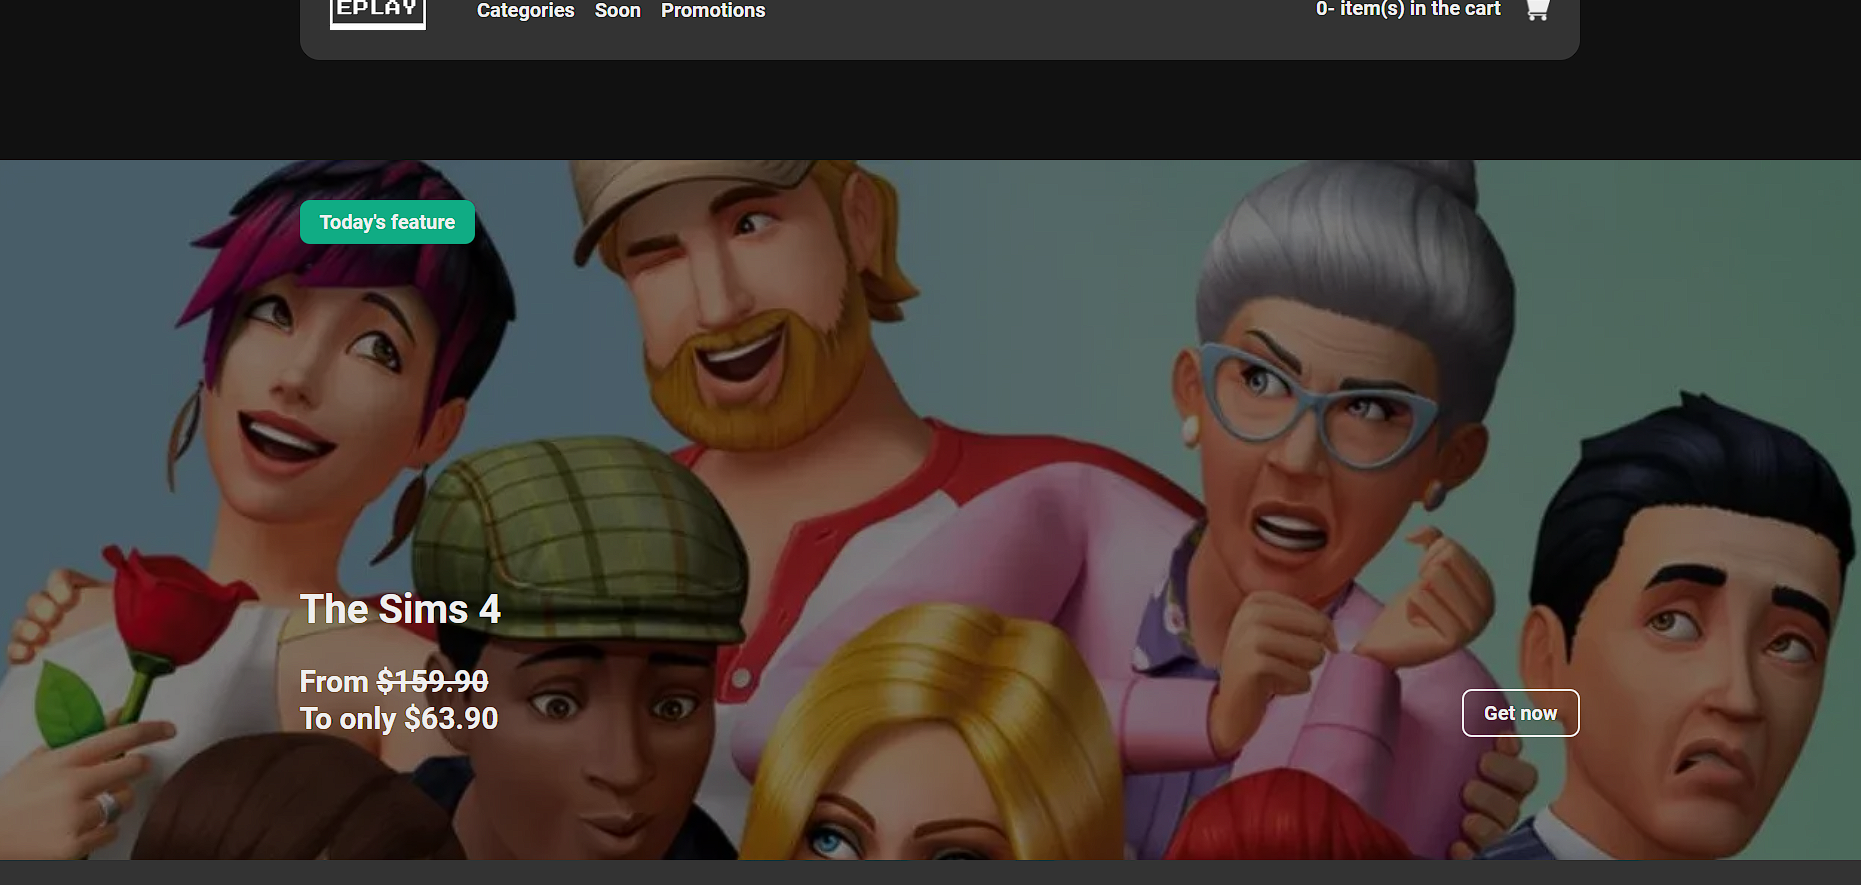 EPLAY
Categories Soon Promotions
0- item(s) in the cart
Today's feature
The Sims 4
From $159.90
To only $63.90
Get now